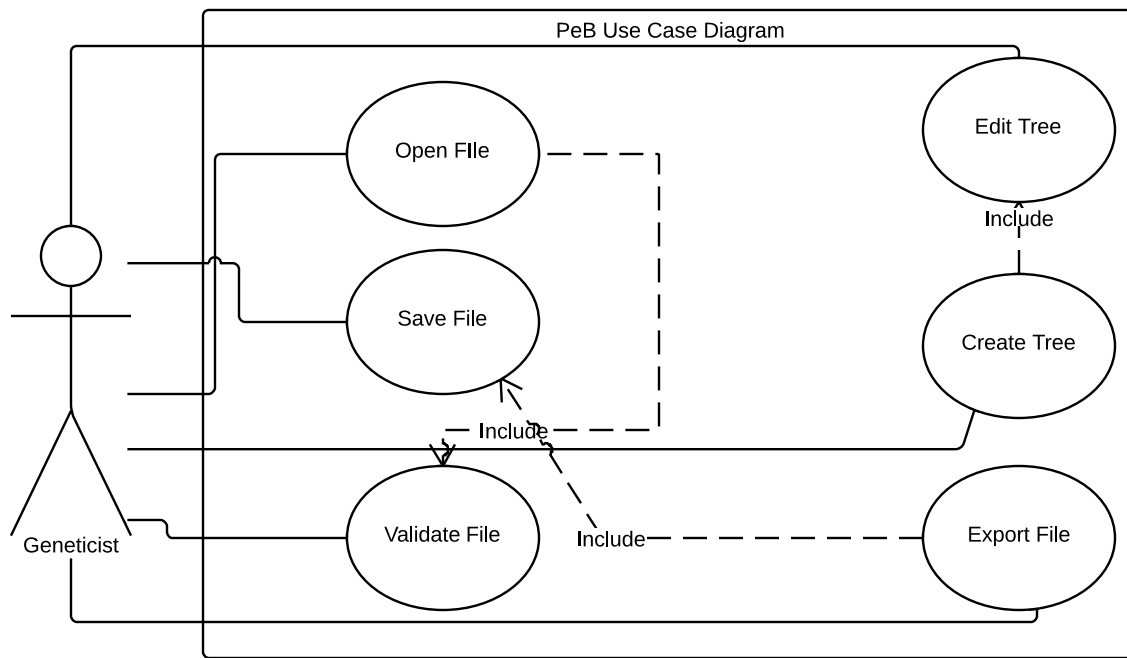 PeB Use Case Diagram
Edit Tree
Open FIle
Include
Save File
Create Tree
Include
Validate File
Include
Export File
Geneticist